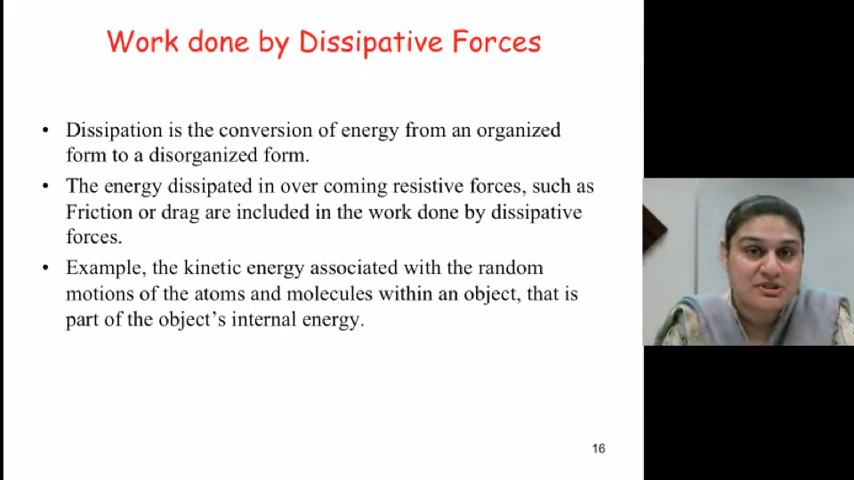 Work done by Dissipative Forces
• Dissipation is the conversion of energy from an organized
form to a disorganized form.
• The energy dissipated in over coming resistive forces, such as
Friction or drag are included in the work done by dissipative
forces.
• Example, the kinetic energy associated with the random
motions of the atoms and molecules within an object, that is
part of the object’s internal energy.
16